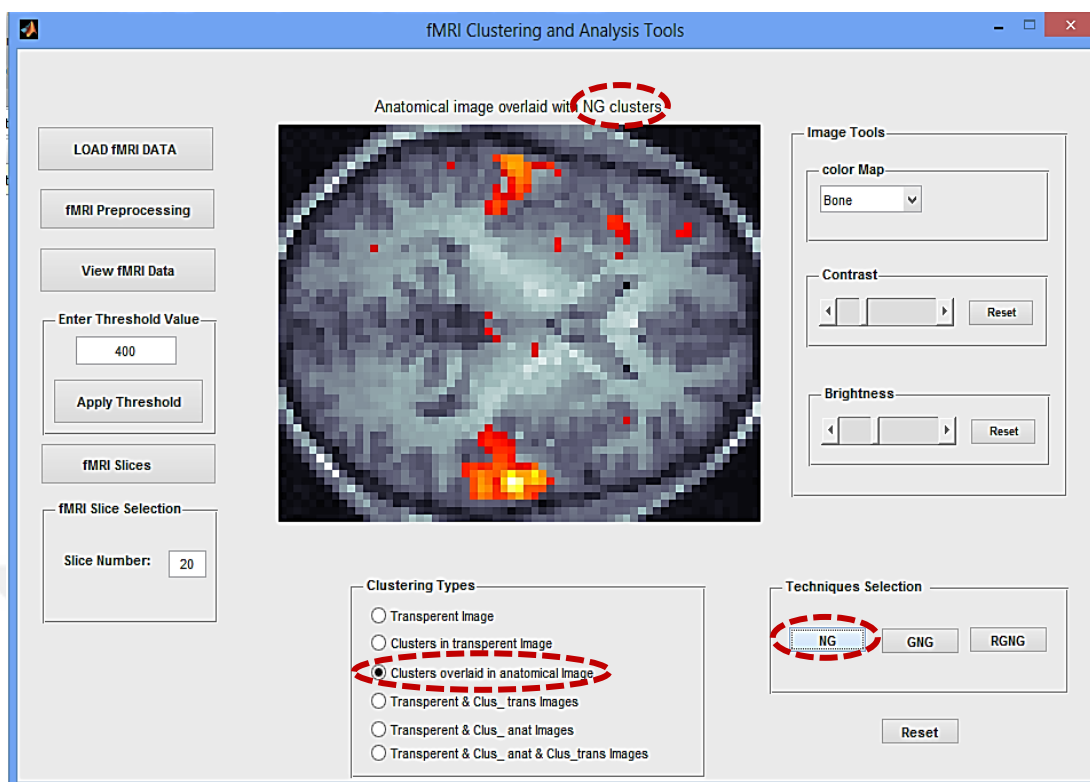 fMRI Clustering and Analysis Tools
Anatomical image overlaid with NG clusters
LOAD fMRI DATA
fMRI Preprocessing
View fMRI Data
Enter Threshold Value
400
Apply Threshold
fMRI Slices
fMRI Slice Selection
Slice Number: 20
Image Tools
color Map
Bone
Contrast
Reset
Brightness
Reset
Clustering Types
Transperent Image
Clusters in transperent Image
Clusters overlaid in anatomical Image
Transperent & Clus_ trans Images
Transperent & Clus_ anat Images
Transperent & Clus_ anat & Clus_trans Images
Techniques Selection
NG GNG RGNG
Reset